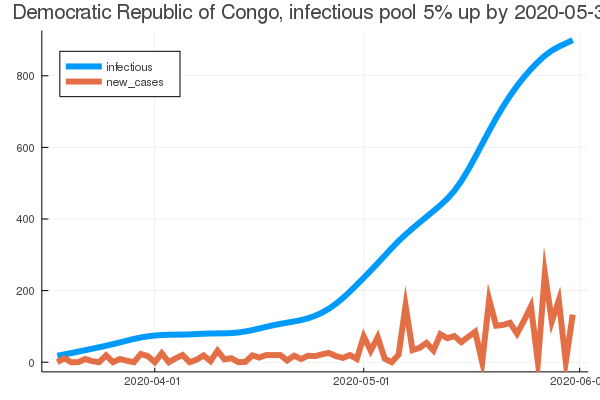 Democratic Republic of Congo, infectious pool 5% up by 2020-05-3
infectious
new_cases
800
600
400
200
0
2020-04-01
2020-05-01
2020-06-0